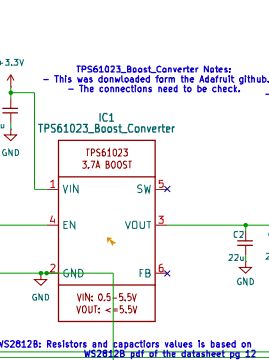 +3.3V
TPS61023_Boost_Converter Notes:
- This was donwloaded form the Adafruit github.
- The connections need to be check.
u
GND
IC1
TPS61023_Boost_Converter
TPS61023
3,7A BOOST
1 VIN SW 5
4 EN VOUT 3
C2
22u
2 GND FB 6
GND
GND
VIN: 0.5-5.5V
VOUT: <=5.5V
WS2812B: Resistors and capactiors values is based on
WS2812B pdf of the datasheet pg 12